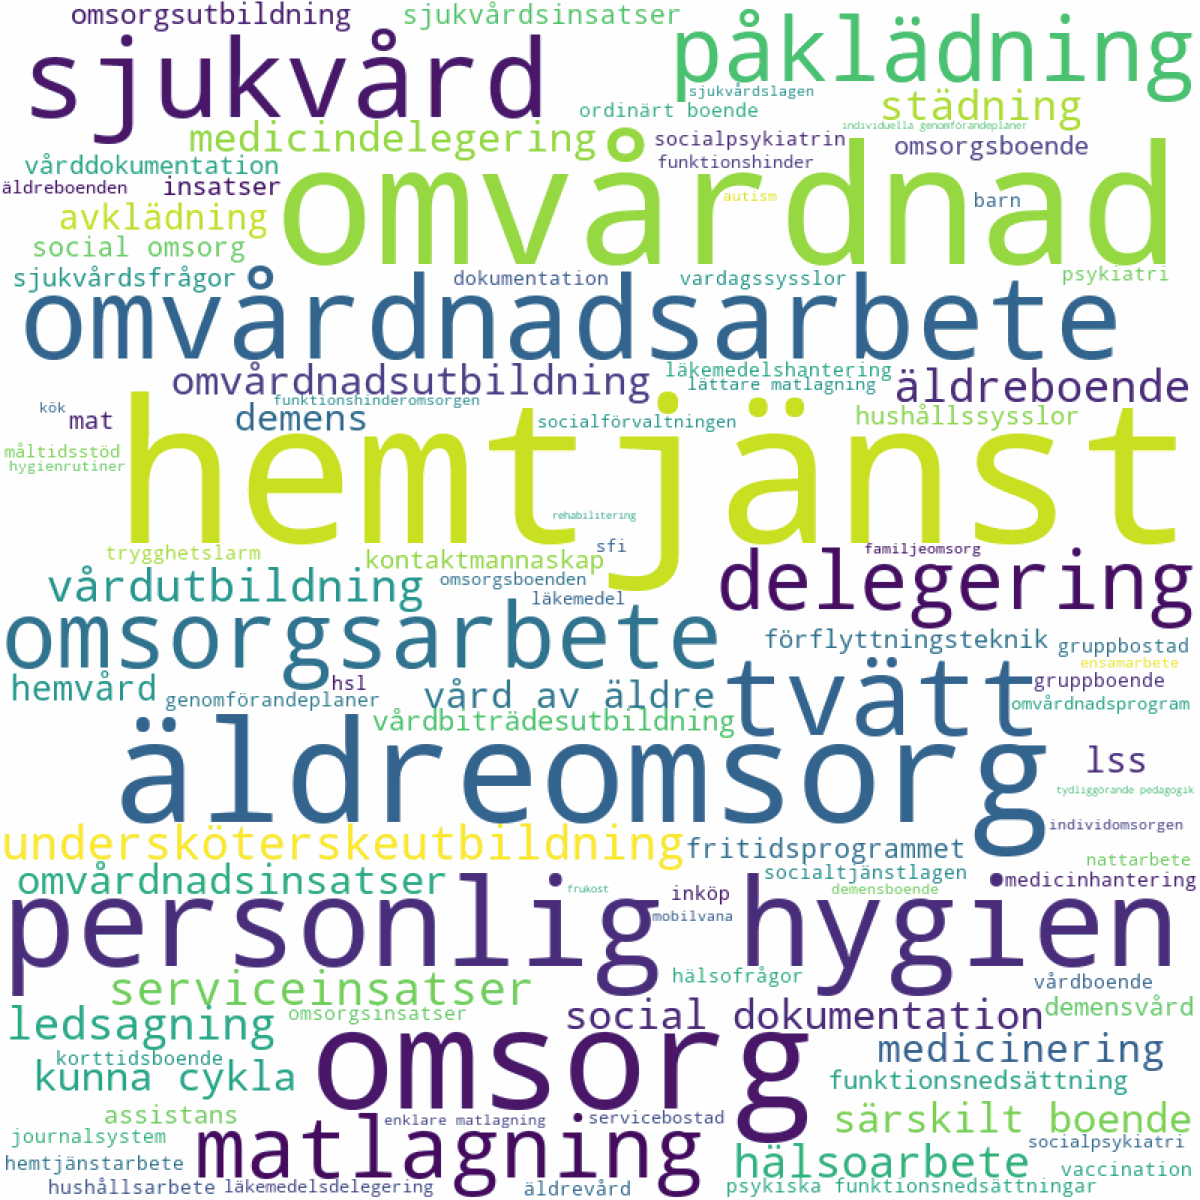 omsorgsutbildning
sjukvårdsinsatser
påklädning
sjukvård
sjukvårdslagen
städning
ordinärt boende
individuella genomförandeplaner
medicindelegering
socialpsykiatrin
omsorgsboende
vårddokumentation
funktionshinder
äldreboenden
insatser
omvårdnad
autism
barn
avklädning
social omsorg
sjukvårdsfrågor
dokumentation
vardagssysslor
psykiatri
omvårdnadsarbete
omvårdnadsutbildning
läkemedelshantering
lättare matlagning
äldreboende
funktionshinderomsorgen
kök
mat
demens
socialförvaltningen
hushållssysslor
måltidsstöd
hygienrutiner
hemtjänst
rehabilitering
trygghetslarm
kontaktmannaskap
sfi
familjeomsorg
vårdutbildning
omsorgsboenden
läkemedel
delegering
omsorgsarbete
förflyttningsteknik
gruppbostad
ensamarbete
hemvård
hsl
genomförandeplaner
vård av äldre
tvätt
gruppboende
omvårdnadsprogram
vårdbiträdesutbildning
äldreomsorg
lss
tydliggörande pedagogik
individomsorgen
undersköterskeutbildning
fritidsprogrammet
nattarbete
omvårdnadsinsatser
socialtjänstlagen
medicinhantering
frukost
inköp
demensboende
mobilvana
personlig hygien
serviceinsatser
hälsofrågor
vårdboende
ledsagning
omsorgsinsatser
social dokumentation
demensvård
omsorg
korttidsboende
medicinering
kunna cykla
funktionsnedsättning
assistans
enklare matlagning
servicebostad
särskilt boende
journalsystem
matlagning
socialpsykiatri
hemtjänstarbete
hälsoarbete
vaccination
hushållsarbete
läkemedelsdelegering
äldrevård
psykiska funktionsnedsättningar